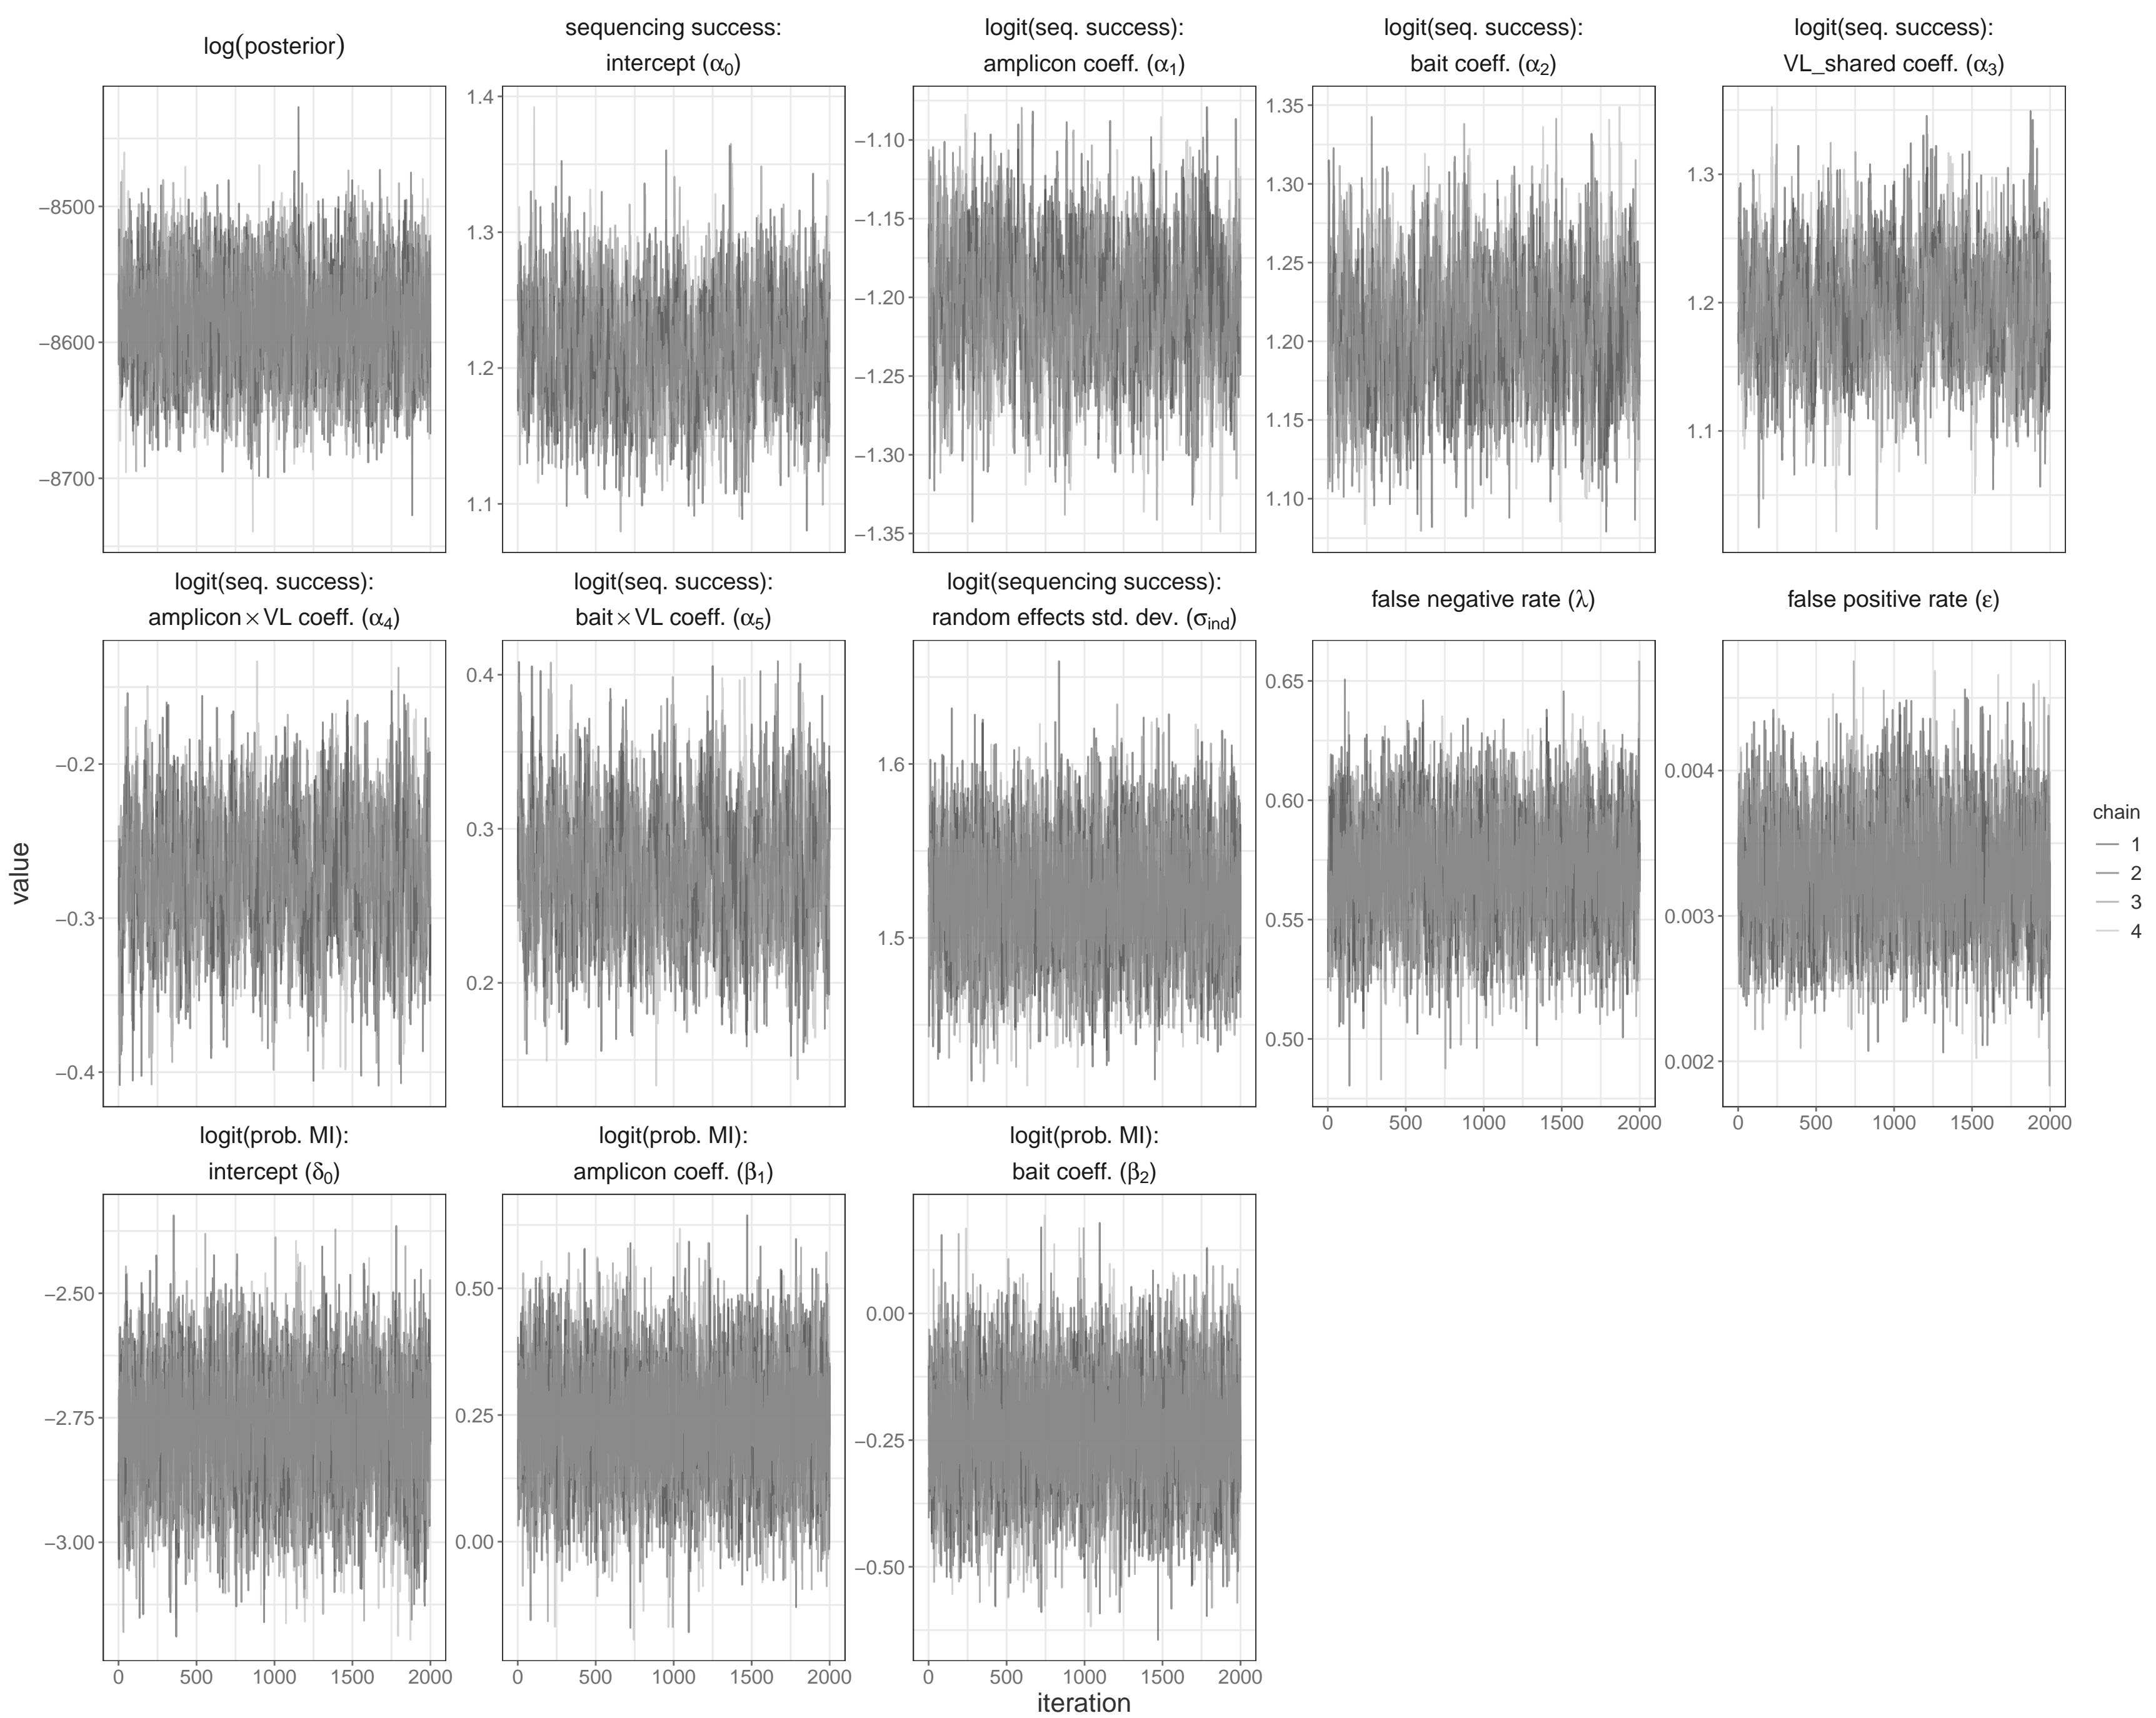 log(posterior)
sequencing success:
intercept (α0)
logit(seq. success):
amplicon coeff. (α1)
logit(seq. success):
bait coeff. (α2)
logit(seq. success):
VL_shared coeff. (α3)
−8500
−8600
−8700
1.4
1.3
1.2
1.1
−1.10
−1.15
−1.20
−1.25
−1.30
−1.35
1.35
1.30
1.25
1.20
1.15
1.10
1.3
1.2
1.1
logit(seq. success):
amplicon×VL coeff. (α4)
logit(seq. success):
bait×VL coeff. (α5)
logit(sequencing success):
random effects std. dev. (σind)
false negative rate (λ)
false positive rate (ε)
−0.2
−0.3
−0.4
0.4
0.3
0.2
1.6
1.5
0.65
0.60
0.55
0.50
0 500 1000 1500 2000
0.004
0.003
0.002
0 500 1000 1500 2000
value
chain
1
2
3
4
logit(prob. MI):
intercept (δ0)
logit(prob. MI):
amplicon coeff. (β1)
logit(prob. MI):
bait coeff. (β2)
−2.50
−2.75
−3.00
0 500 1000 1500 2000
0.50
0.25
0.00
0 500 1000 1500 2000
0.00
−0.25
−0.50
0 500 1000 1500 2000
iteration